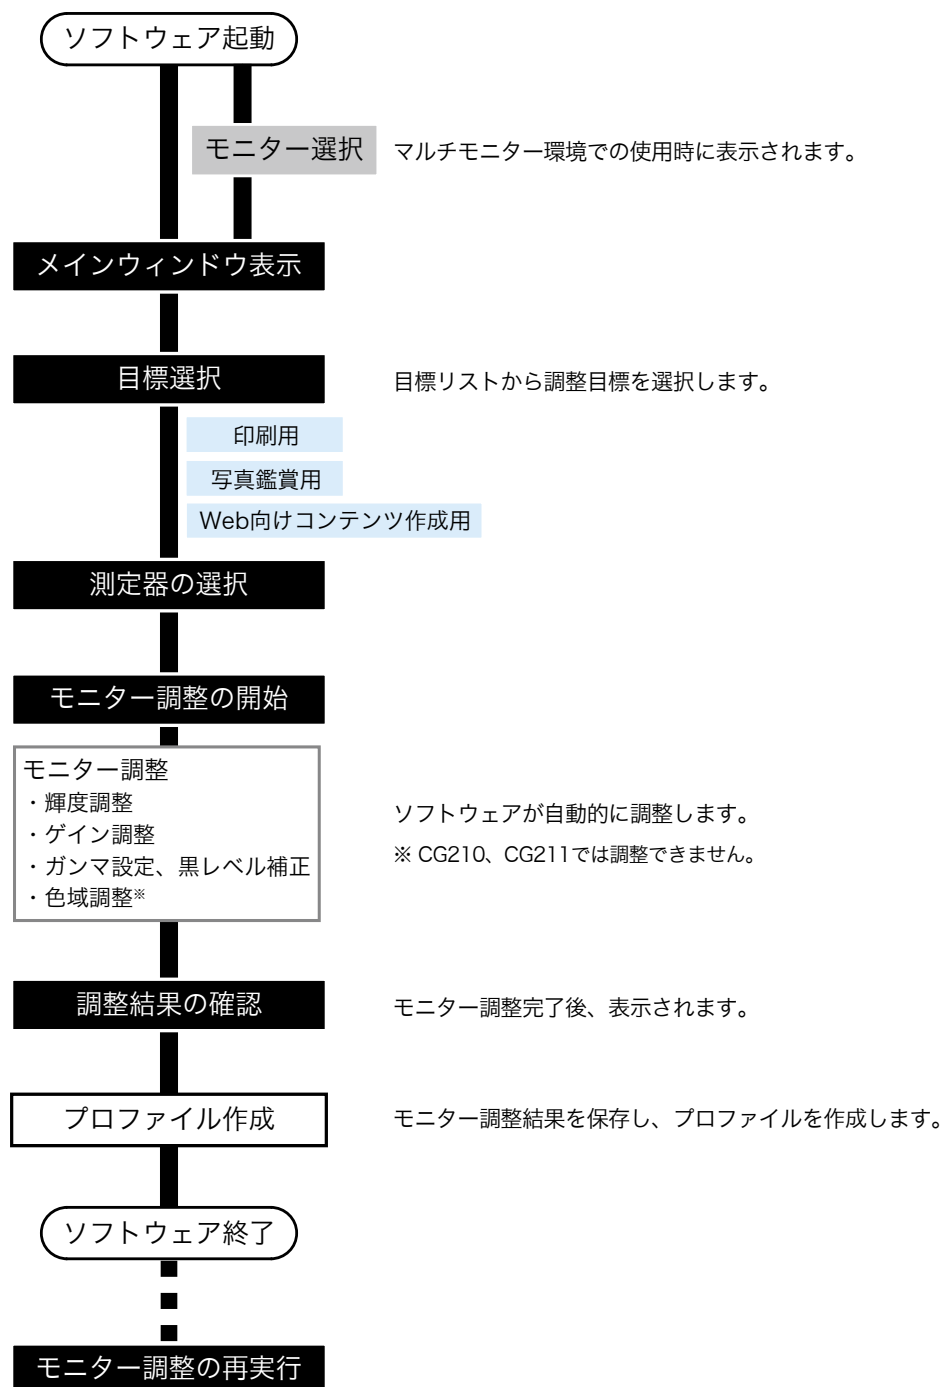 ソフトウェア起動
モニター選択 マルチモニター環境での使用時に表示されます。
メインウィンドウ表示
目標選択 目標リストから調整目標を選択します。
印刷用
写真鑑賞用
Web向けコンテンツ作成用
測定器の選択
モニター調整の開始
モニター調整
・輝度調整
・ゲイン調整
・ガンマ設定、黒レベル補正
・色域調整※
ソフトウェアが自動的に調整します。
※ CG210、CG211では調整できません。
調整結果の確認 モニター調整完了後、表示されます。
プロファイル作成 モニター調整結果を保存し、プロファイルを作成します。
ソフトウェア終了
モニター調整の再実行